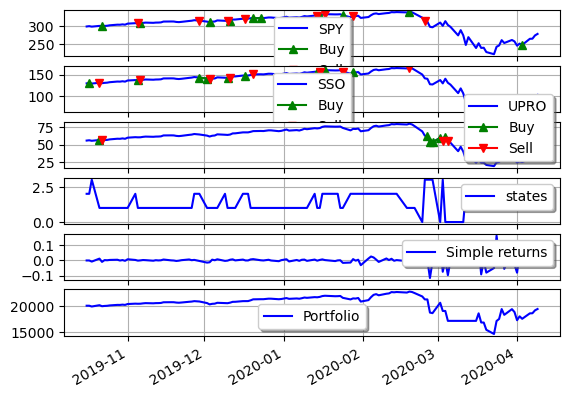 300
250
SPY
Buy
150
100
SSO
Buy
75
50
25
UPRO
Buy
Sell
2.5
0.0
states
0.1
0.0
−0.1
Simple returns
20000
15000
Portfolio
2019-11
2019-12
2020-01
2020-02
2020-03
2020-04